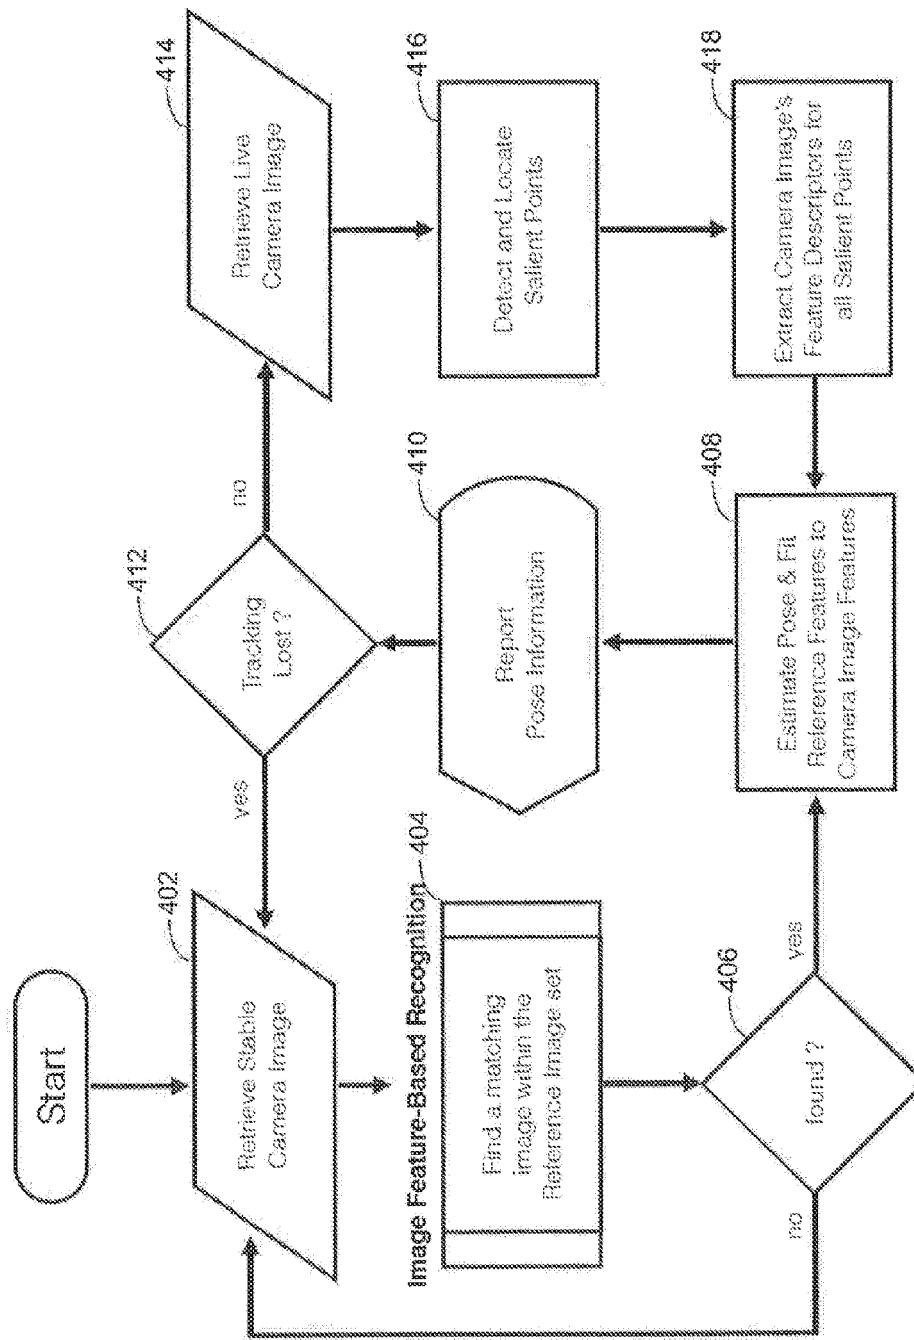 Start
402
Retrieve Stable
Camera Image
Image Feature-Based Recognition
404
Find a matching
image within the
Reference Image set
406
found ?
no
yes
408
Estimate Pose & Fit
Reference Features to
Camera Image Features
410
Report
Pose Information
412
Tracking
Lost ?
yes
no
414
Retrieve Live
Camera Image
416
Detect and Locate
Salient Points
418
Extract Camera Image's
Feature Descriptors for
all Salient Points